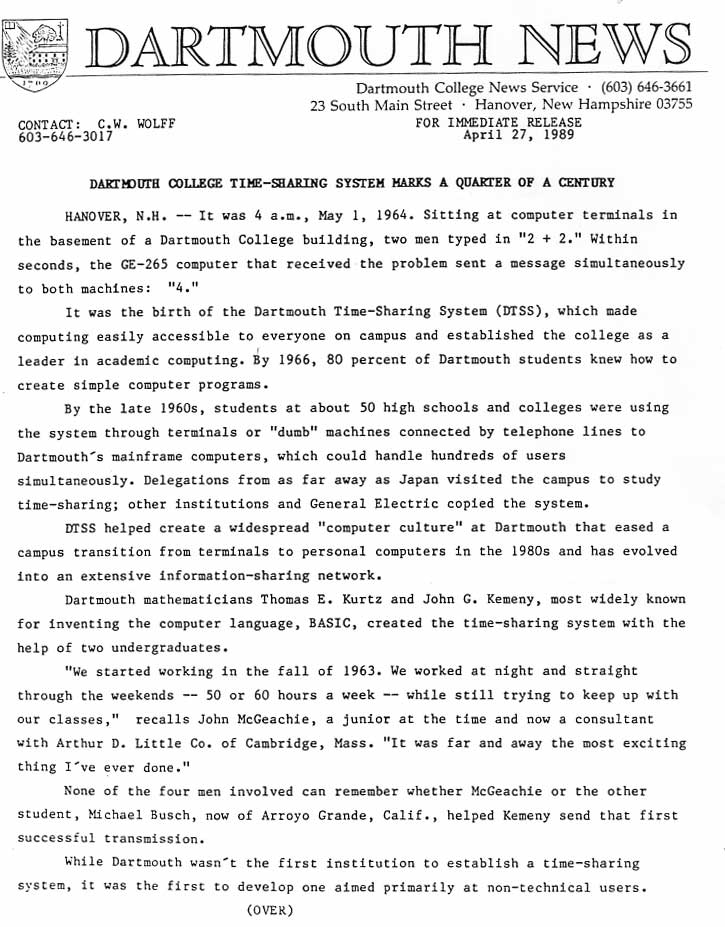 DARTMOUTH NEWS
Dartmouth College News Service · (603) 646-3661
23 South Main Street · Hanover, New Hampshire 03755
CONTACT: C.W. WOLFF
FOR IMMEDIATE RELEASE
603-646-3017
April 27, 1989
DARTMOUTH COLLEGE TIME-SHARING SYSTEM MARKS A QUARTER OF A CENTURY
HANOVER, N.H. -- It was 4 a.m., May 1, 1964. Sitting at computer terminals in
the basement of a Dartmouth College building, two men typed in "2 + 2." Within
seconds, the GE-265 computer that received the problem sent a message simultaneously
to both machines: "4."
It was the birth of the Dartmouth Time-Sharing System (DTSS), which made
computing easily accessible to everyone on campus and established the college as a
leader in academic computing. By 1966, 80 percent of Dartmouth students knew how to
create simple computer programs.
By the late 1960s, students at about 50 high schools and colleges were using
the system through terminals or "dumb" machines connected by telephone lines to
Dartmouth's mainframe computers, which could handle hundreds of users
simultaneously. Delegations from as far away as Japan visited the campus to study
time-sharing; other institutions and General Electric copied the system.
DTSS helped create a widespread "computer culture" at Dartmouth that eased a
campus transition from terminals to personal computers in the 1980s and has evolved
into an extensive information-sharing network.
Dartmouth mathematicians Thomas E. Kurtz and John G. Kemeny, most widely known
for inventing the computer language, BASIC, created the time-sharing system with the
help of two undergraduates.
"We started working in the fall of 1963. We worked at night and straight
through the weekends -- 50 or 60 hours a week -- while still trying to keep up with
our classes," recalls John McGeachie, a junior at the time and now a consultant
with Arthur D. Little Co. of Cambridge, Mass. "It was far and away the most exciting
thing I've ever done."
None of the four men involved can remember whether McGeachie or the other
student, Michael Busch, now of Arroyo Grande, Calif., helped Kemeny send that first
successful transmission.
While Dartmouth wasn't the first institution to establish a time-sharing
system, it was the first to develop one aimed primarily at non-technical users.
(OVER)